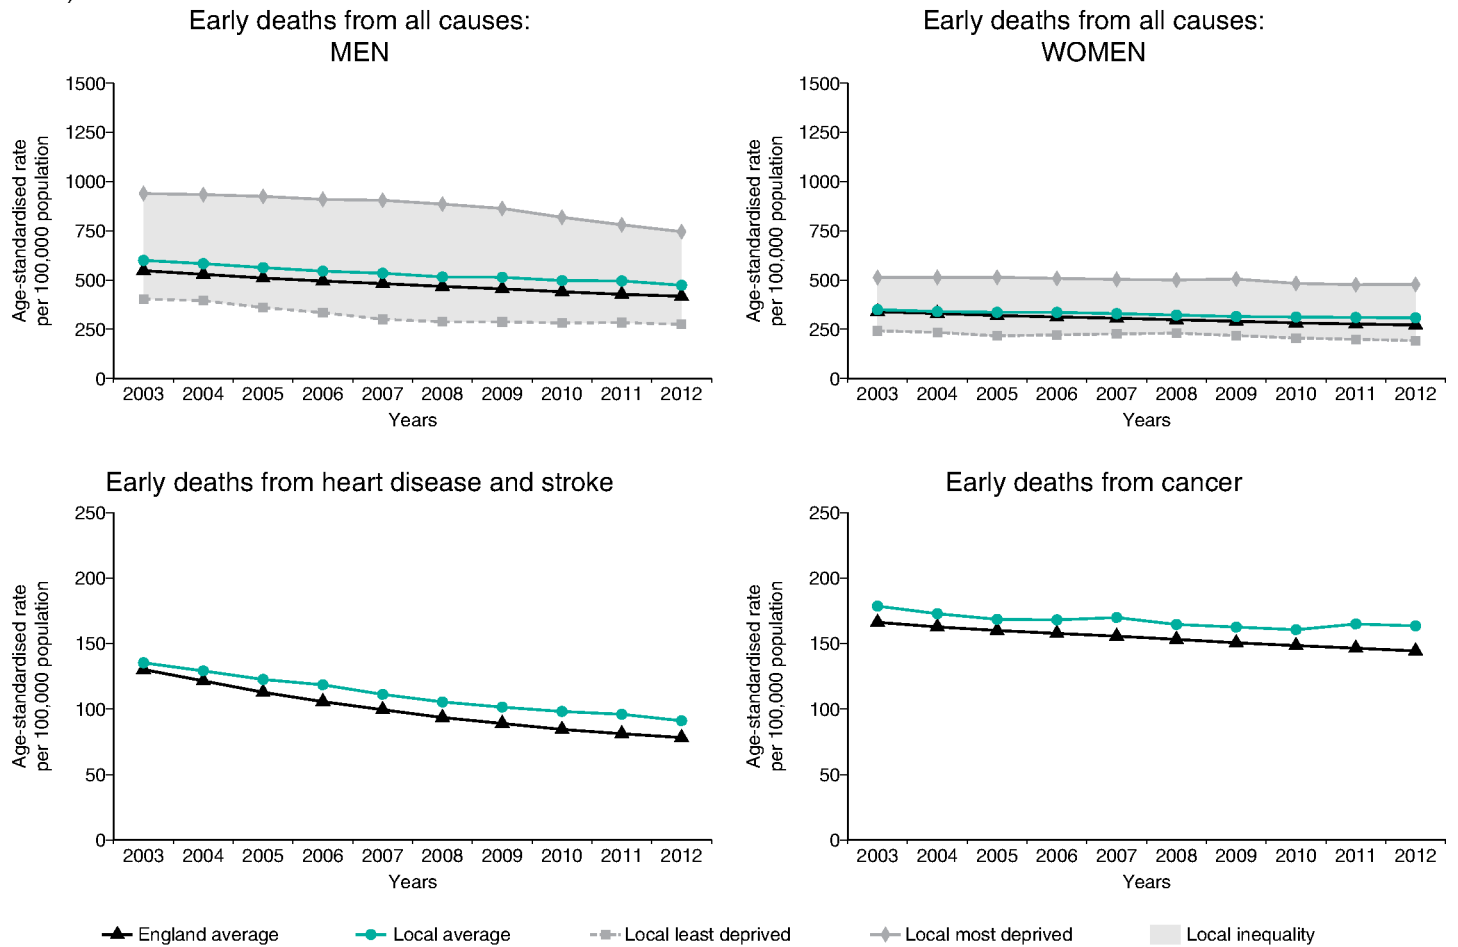 Early deaths from all causes:
MEN
Age-standardised rate
per 100,000 population
1500
1250
1000
750
500
250
0
2003 2004 2005 2006 2007 2008 2009 2010 2011 2012
Years
Early deaths from all causes:
WOMEN
Age-standardised rate
per 100,000 population
1500
1250
1000
750
500
250
0
2003 2004 2005 2006 2007 2008 2009 2010 2011 2012
Years
Early deaths from heart disease and stroke
Age-standardised rate
per 100,000 population
250
200
150
100
50
0
2003 2004 2005 2006 2007 2008 2009 2010 2011 2012
Years
Early deaths from cancer
Age-standardised rate
per 100,000 population
250
200
150
100
50
0
2003 2004 2005 2006 2007 2008 2009 2010 2011 2012
Years
England average
Local average
Local least deprived
Local most deprived
Local inequality